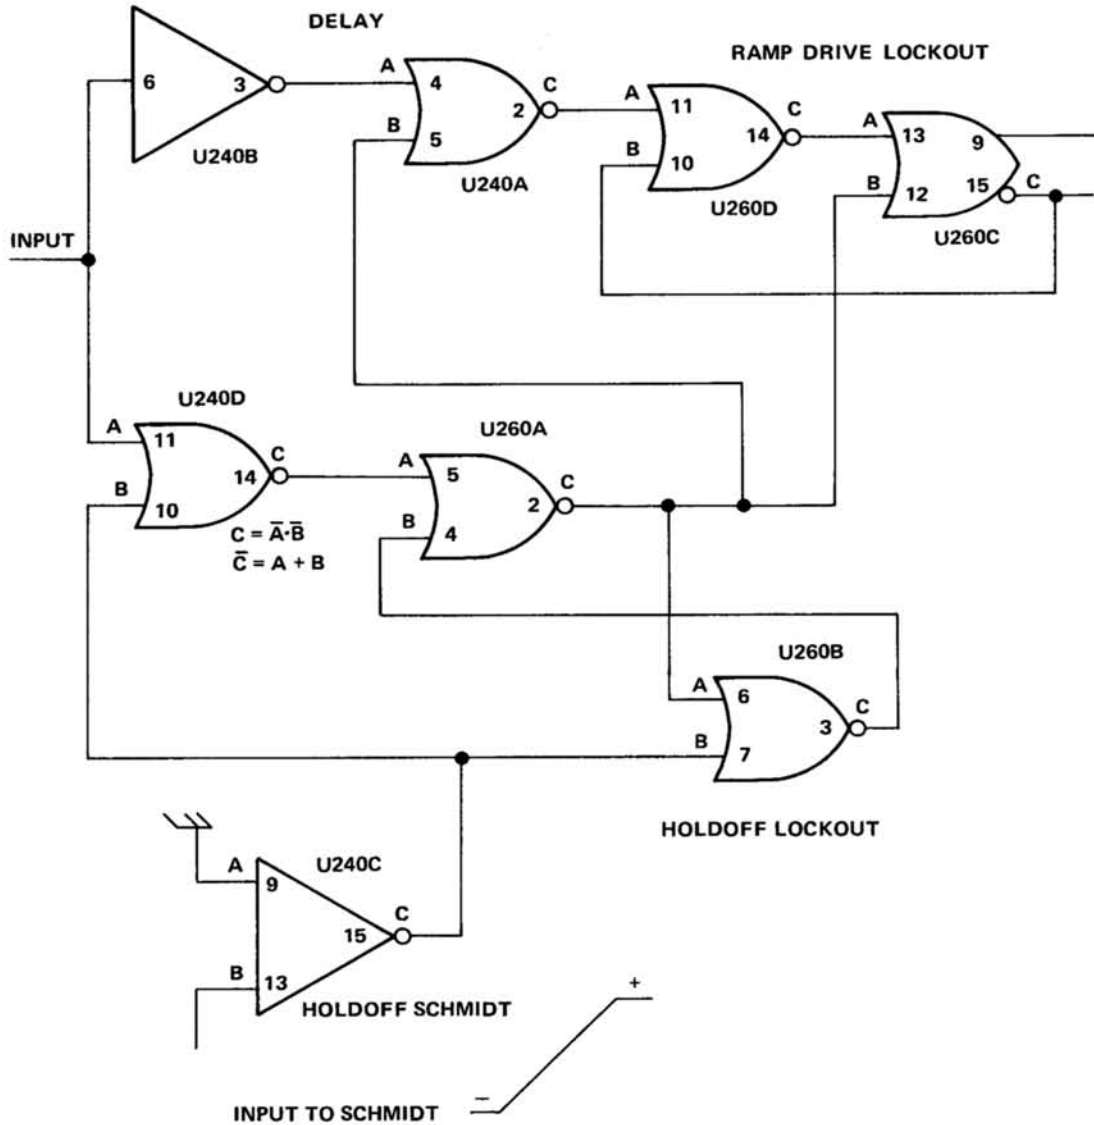 DELAY
RAMP DRIVE LOCKOUT
6
3
U240B
A
4
B
5
2
C
U240A
A
11
B
10
14
C
U260D
A
13
9
B
12
15
C
U260C
INPUT
U240D
A
11
B
10
14
C
C = A̅·B̅
C̅ = A + B
U260A
A
5
B
4
2
C
U260B
A
6
B
7
3
C
HOLDOFF LOCKOUT
U240C
A
9
B
13
15
C
HOLDOFF SCHMIDT
+
−
INPUT TO SCHMIDT